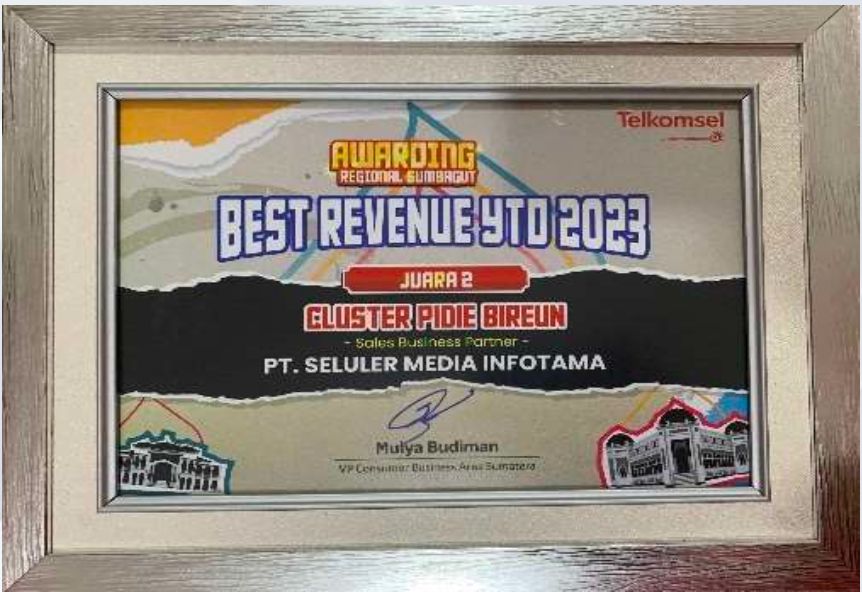 Telkomsel
AWARDING
REGIONAL SUMBAGUT
BEST REVENUE YTD 2023
JUARA 2
CLUSTER PIDIE BIREUN
- Sales Business Partner -
PT. SELULER MEDIA INFOTAMA
Mulya Budiman
VP Consumer Business Area Sumatera